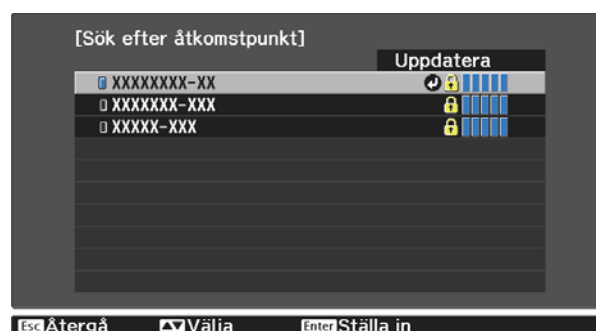 [Sök efter åtkomstpunkt]
Uppdatera
XXXXXXXX-XX
XXXXXXX-XXX
XXXXX-XXX
Esc Återgå Välja Enter Ställa in